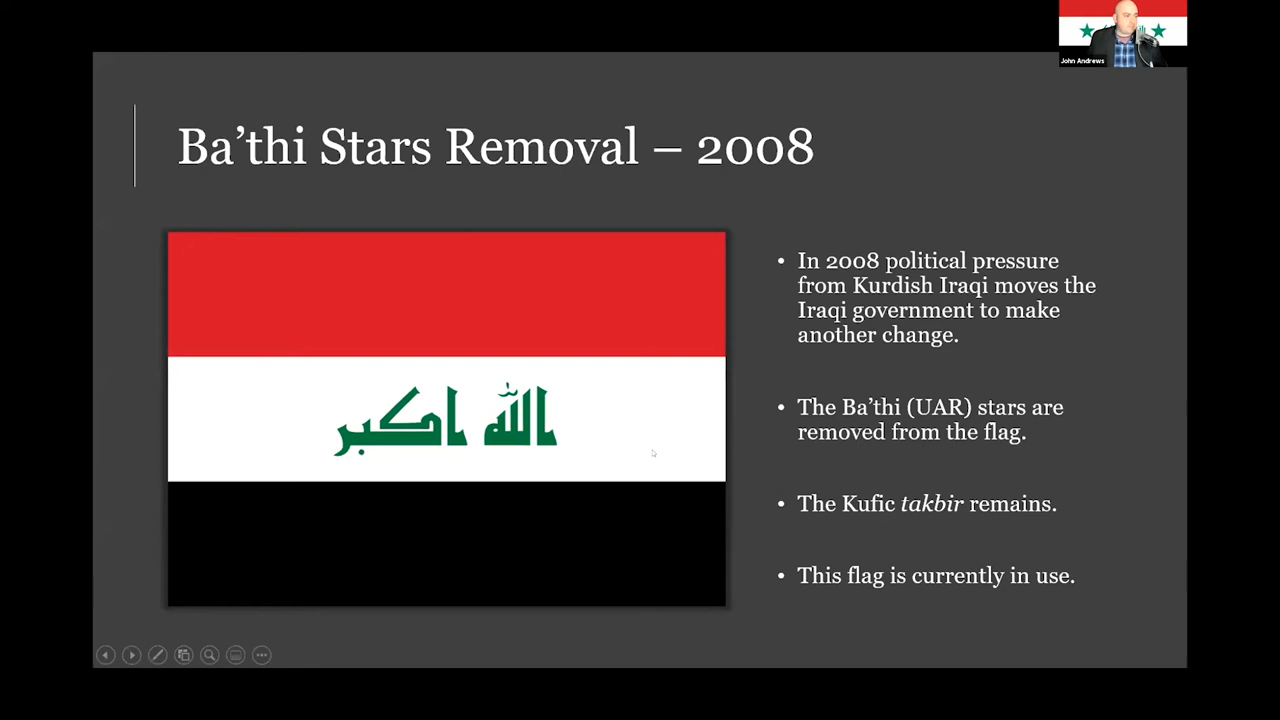 John Andrews
Ba’thi Stars Removal – 2008
الله اكبر
• In 2008 political pressure
from Kurdish Iraqi moves the
Iraqi government to make
another change.
• The Ba’thi (UAR) stars are
removed from the flag.
• The Kufic takbir remains.
• This flag is currently in use.